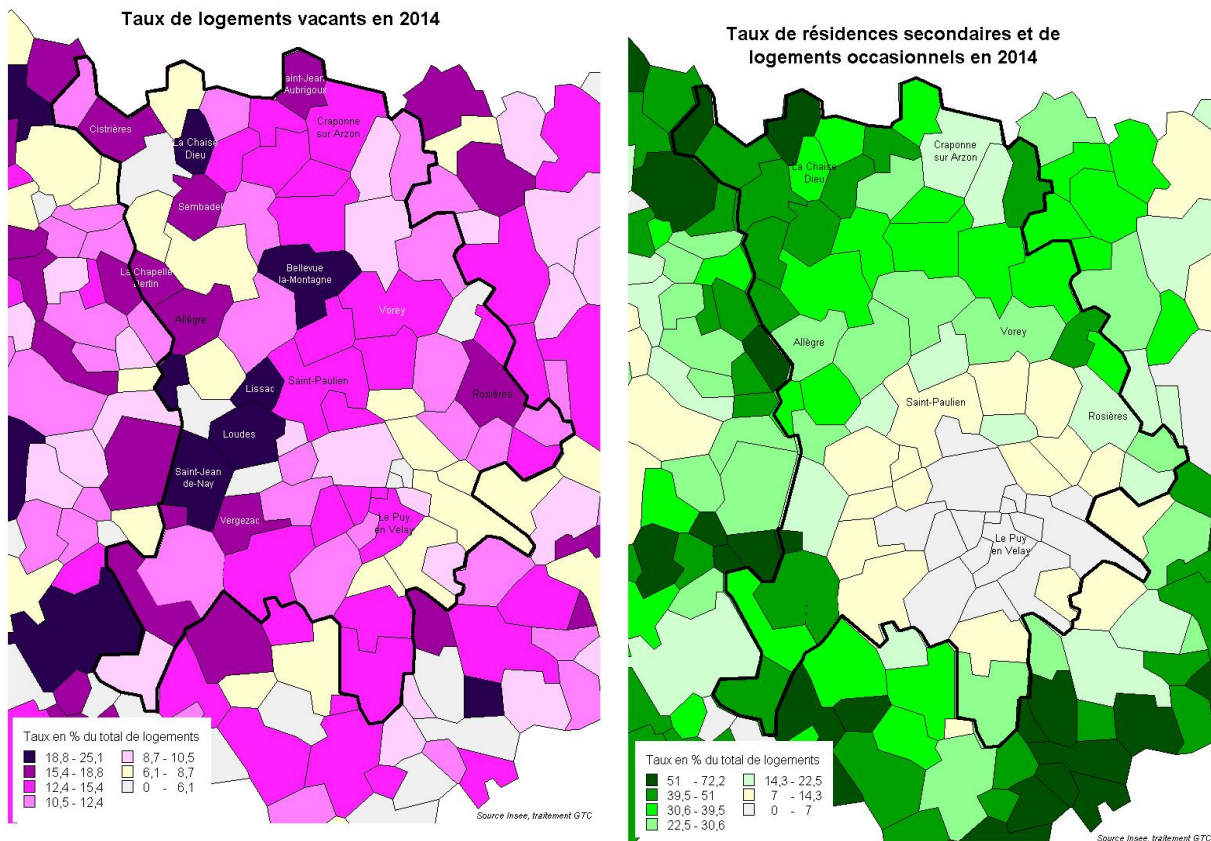 Taux de logements vacants en 2014
Saint-Jean
Aubrigoux
Cistrières
Craponne
sur Arzon
La Chaise
Dieu
Sembadel
Bellevue
la-Montagne
La Chapelle
Bertin
Allègre
Vorey
Lissac
Saint-Paulien
Rosières
Loudes
Saint-Jean
de-Nay
Vergezac
Le Puy
en Velay
Taux en % du total de logements
18,8 - 25,1
15,4 - 18,8
12,4 - 15,4
10,5 - 12,4
8,7 - 10,5
6,1 - 8,7
0 - 6,1
Source Insee, traitement GTC
Taux de résidences secondaires et de
logements occasionnels en 2014
Craponne
sur Arzon
La Chaise
Dieu
Allègre
Vorey
Saint-Paulien
Rosières
Le Puy
en Velay
Taux en % du total de logements
51 - 72,2
39,5 - 51
30,6 - 39,5
22,5 - 30,6
14,3 - 22,5
7 - 14,3
0 - 7
Source Insee, traitement GTC